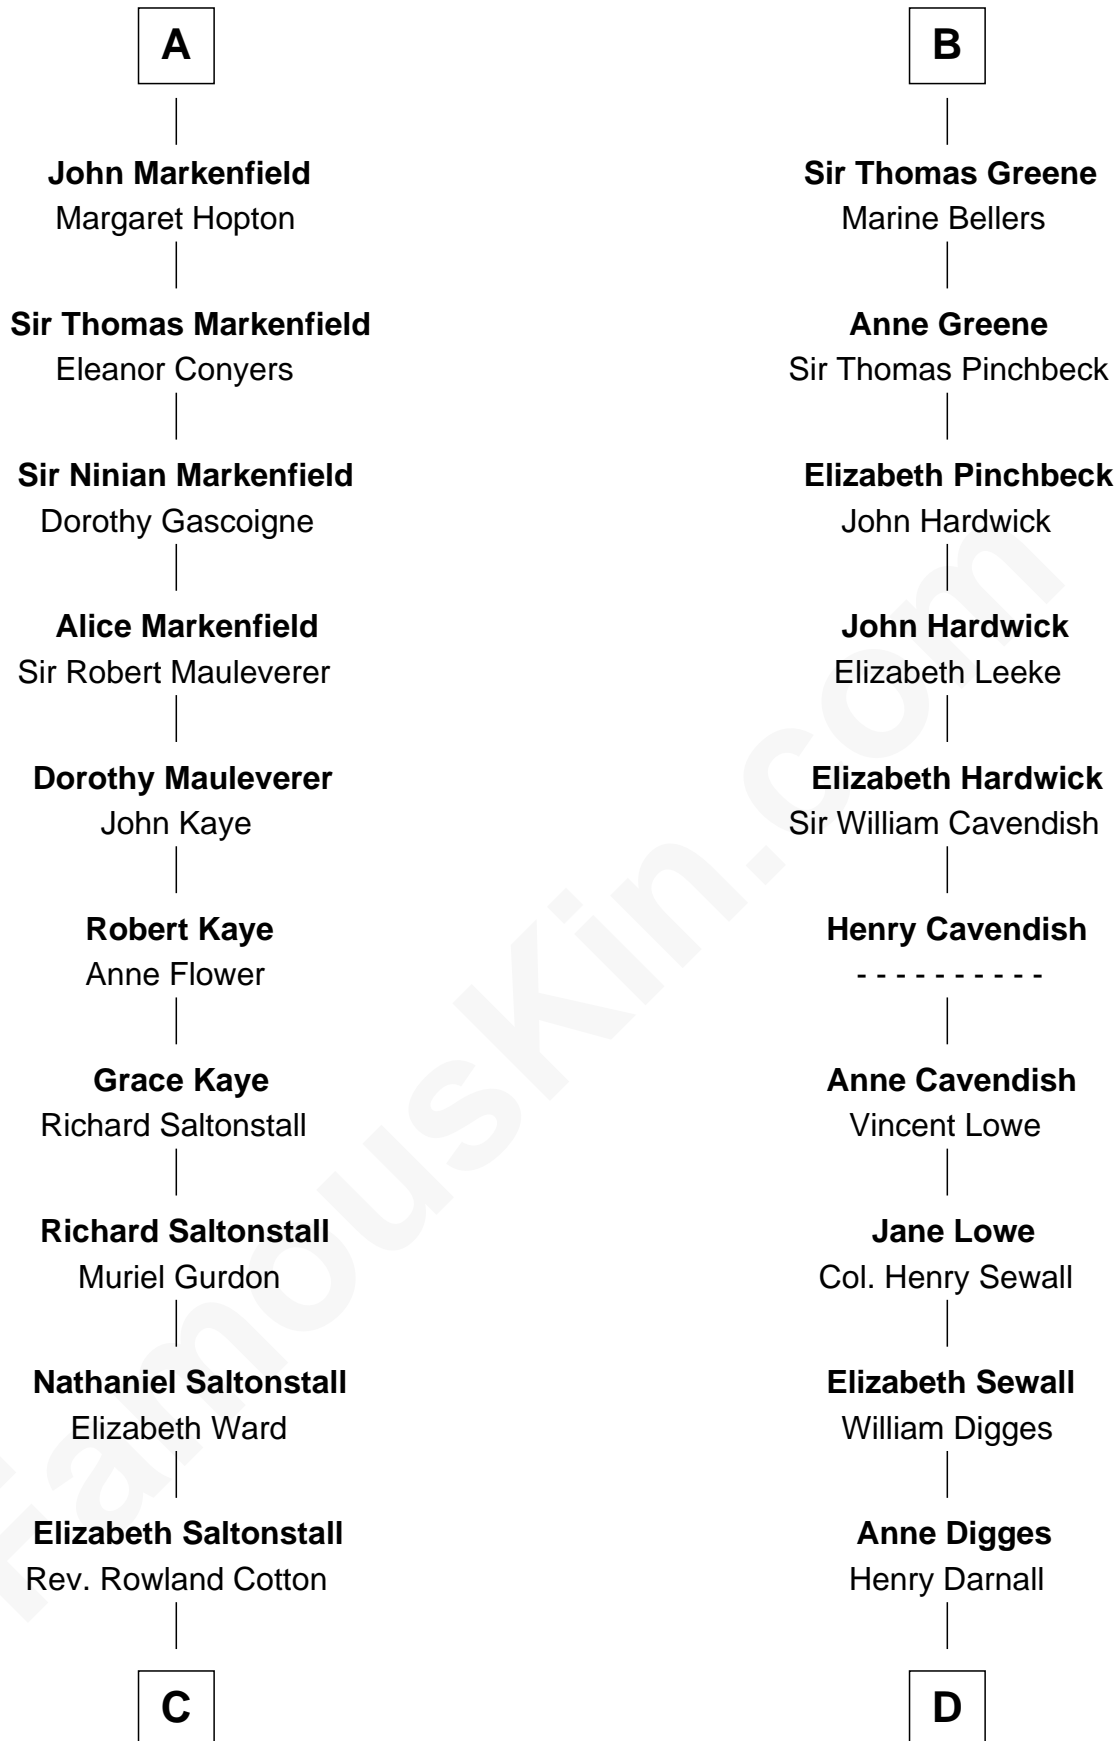 A
John Markenfield
Margaret Hopton
Sir Thomas Markenfield
Eleanor Conyers
Sir Ninian Markenfield
Dorothy Gascoigne
Alice Markenfield
Sir Robert Mauleverer
Dorothy Mauleverer
John Kaye
Robert Kaye
Anne Flower
Grace Kaye
Richard Saltonstall
Richard Saltonstall
Muriel Gurdon
Nathaniel Saltonstall
Elizabeth Ward
Elizabeth Saltonstall
Rev. Rowland Cotton
C
B
Sir Thomas Greene
Marine Bellers
Anne Greene
Sir Thomas Pinchbeck
Elizabeth Pinchbeck
John Hardwick
John Hardwick
Elizabeth Leeke
Elizabeth Hardwick
Sir William Cavendish
Henry Cavendish
- - - - - - - - - -
Anne Cavendish
Vincent Lowe
Jane Lowe
Col. Henry Sewall
Elizabeth Sewall
William Digges
Anne Digges
Henry Darnall
D
FamousKin.com